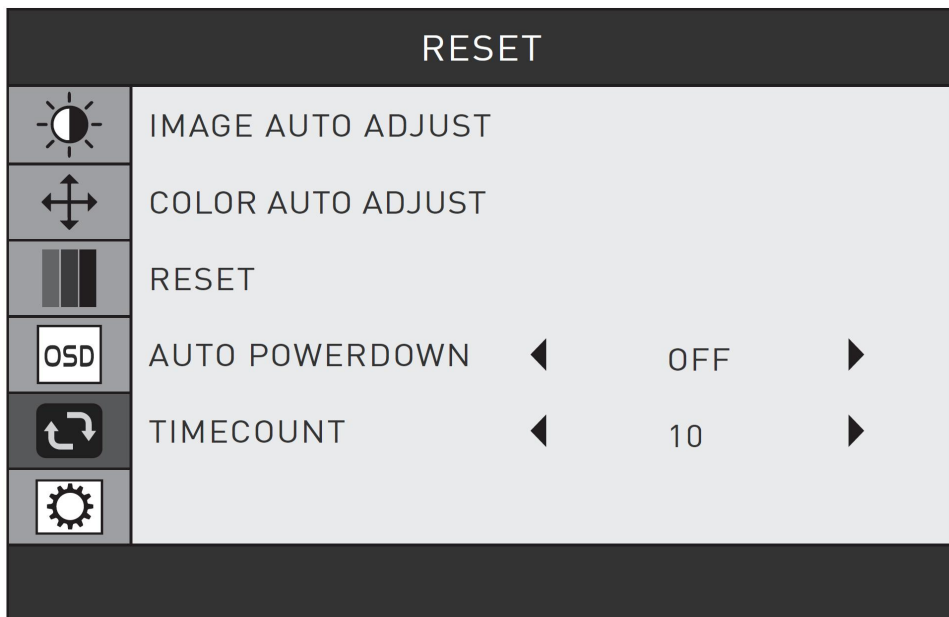 RESET
IMAGE AUTO ADJUST
COLOR AUTO ADJUST
RESET
OSD
AUTO POWERDOWN OFF
TIMECOUNT 10